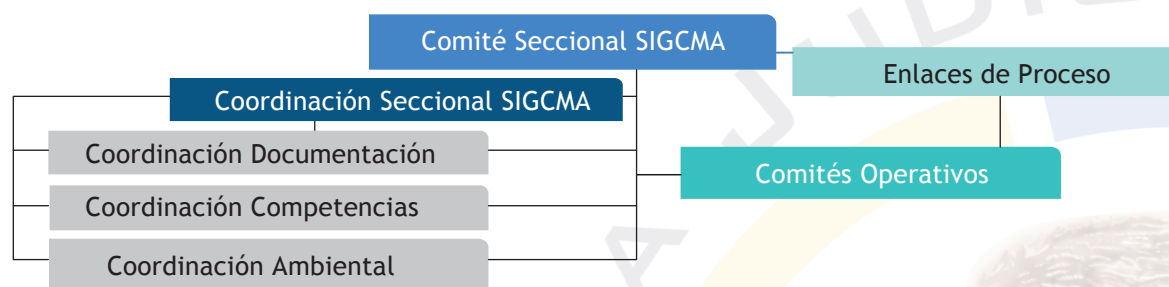 Comité Seccional SIGCMA
Enlaces de Proceso
Coordinación Seccional SIGCMA
Coordinación Documentación
Comités Operativos
Coordinación Competencias
Coordinación Ambiental